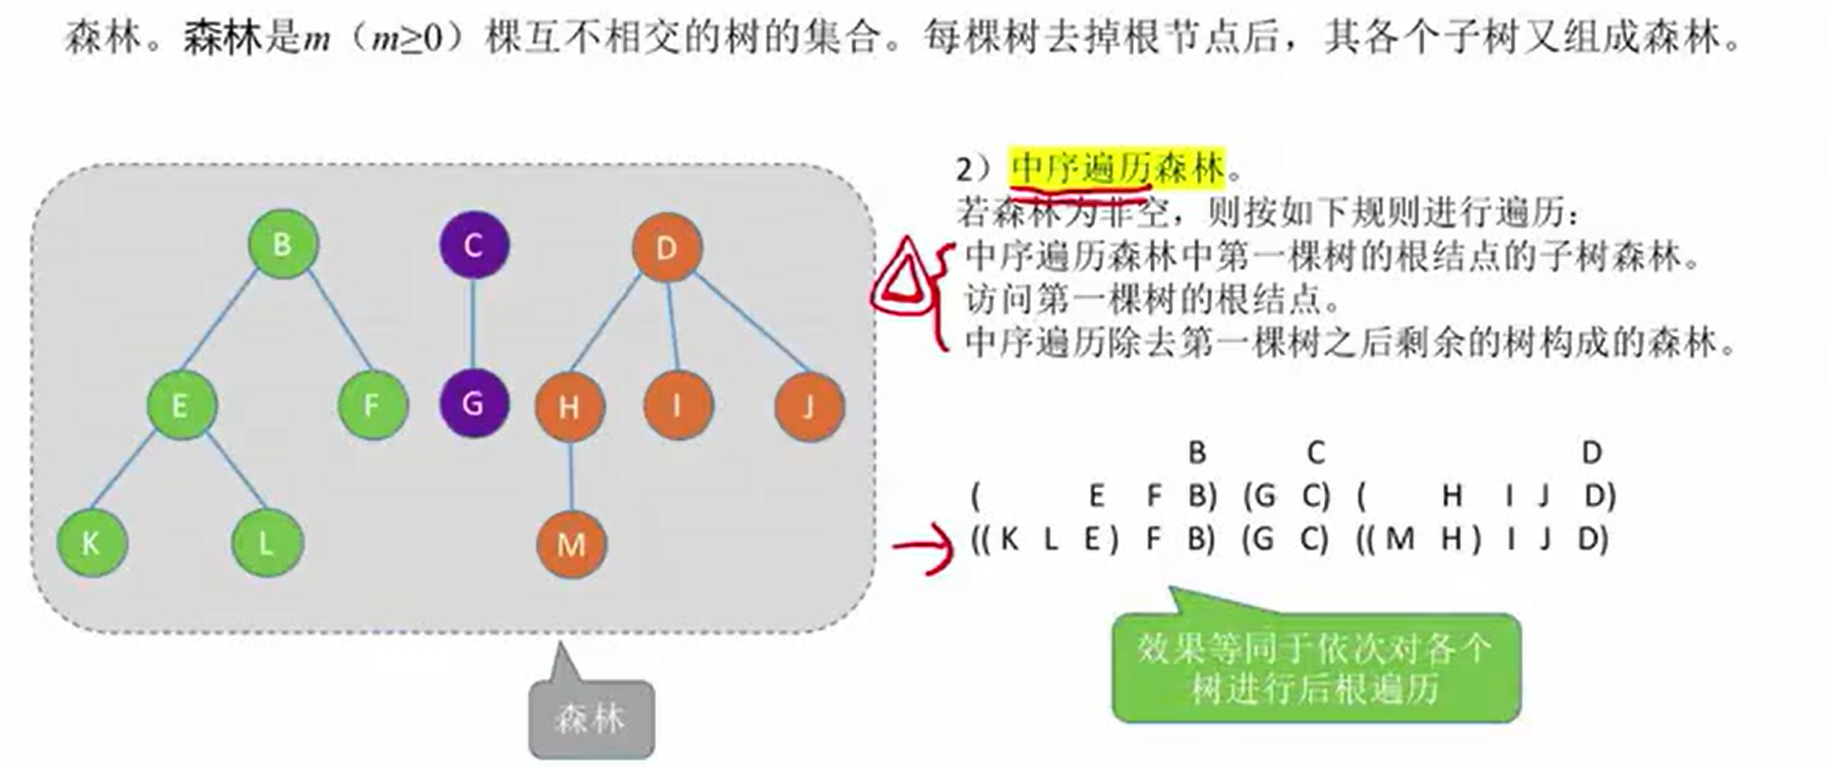 森林。森林是m（m≥0）棵互不相交的树的集合。每棵树去掉根节点后，其各个子树又组成森林。
2）中序遍历森林。
若森林为非空，则按如下规则进行遍历：
中序遍历森林中第一棵树的根结点的子树森林。
访问第一棵树的根结点。
中序遍历除去第一棵树之后剩余的树构成的森林。
B C D
E F G H I J
K L M
B C D
( E F B) (G C) ( H I J D)
((K L E) F B) (G C) ((M H) I J D)
效果等同于依次对各个
树进行后根遍历
森林